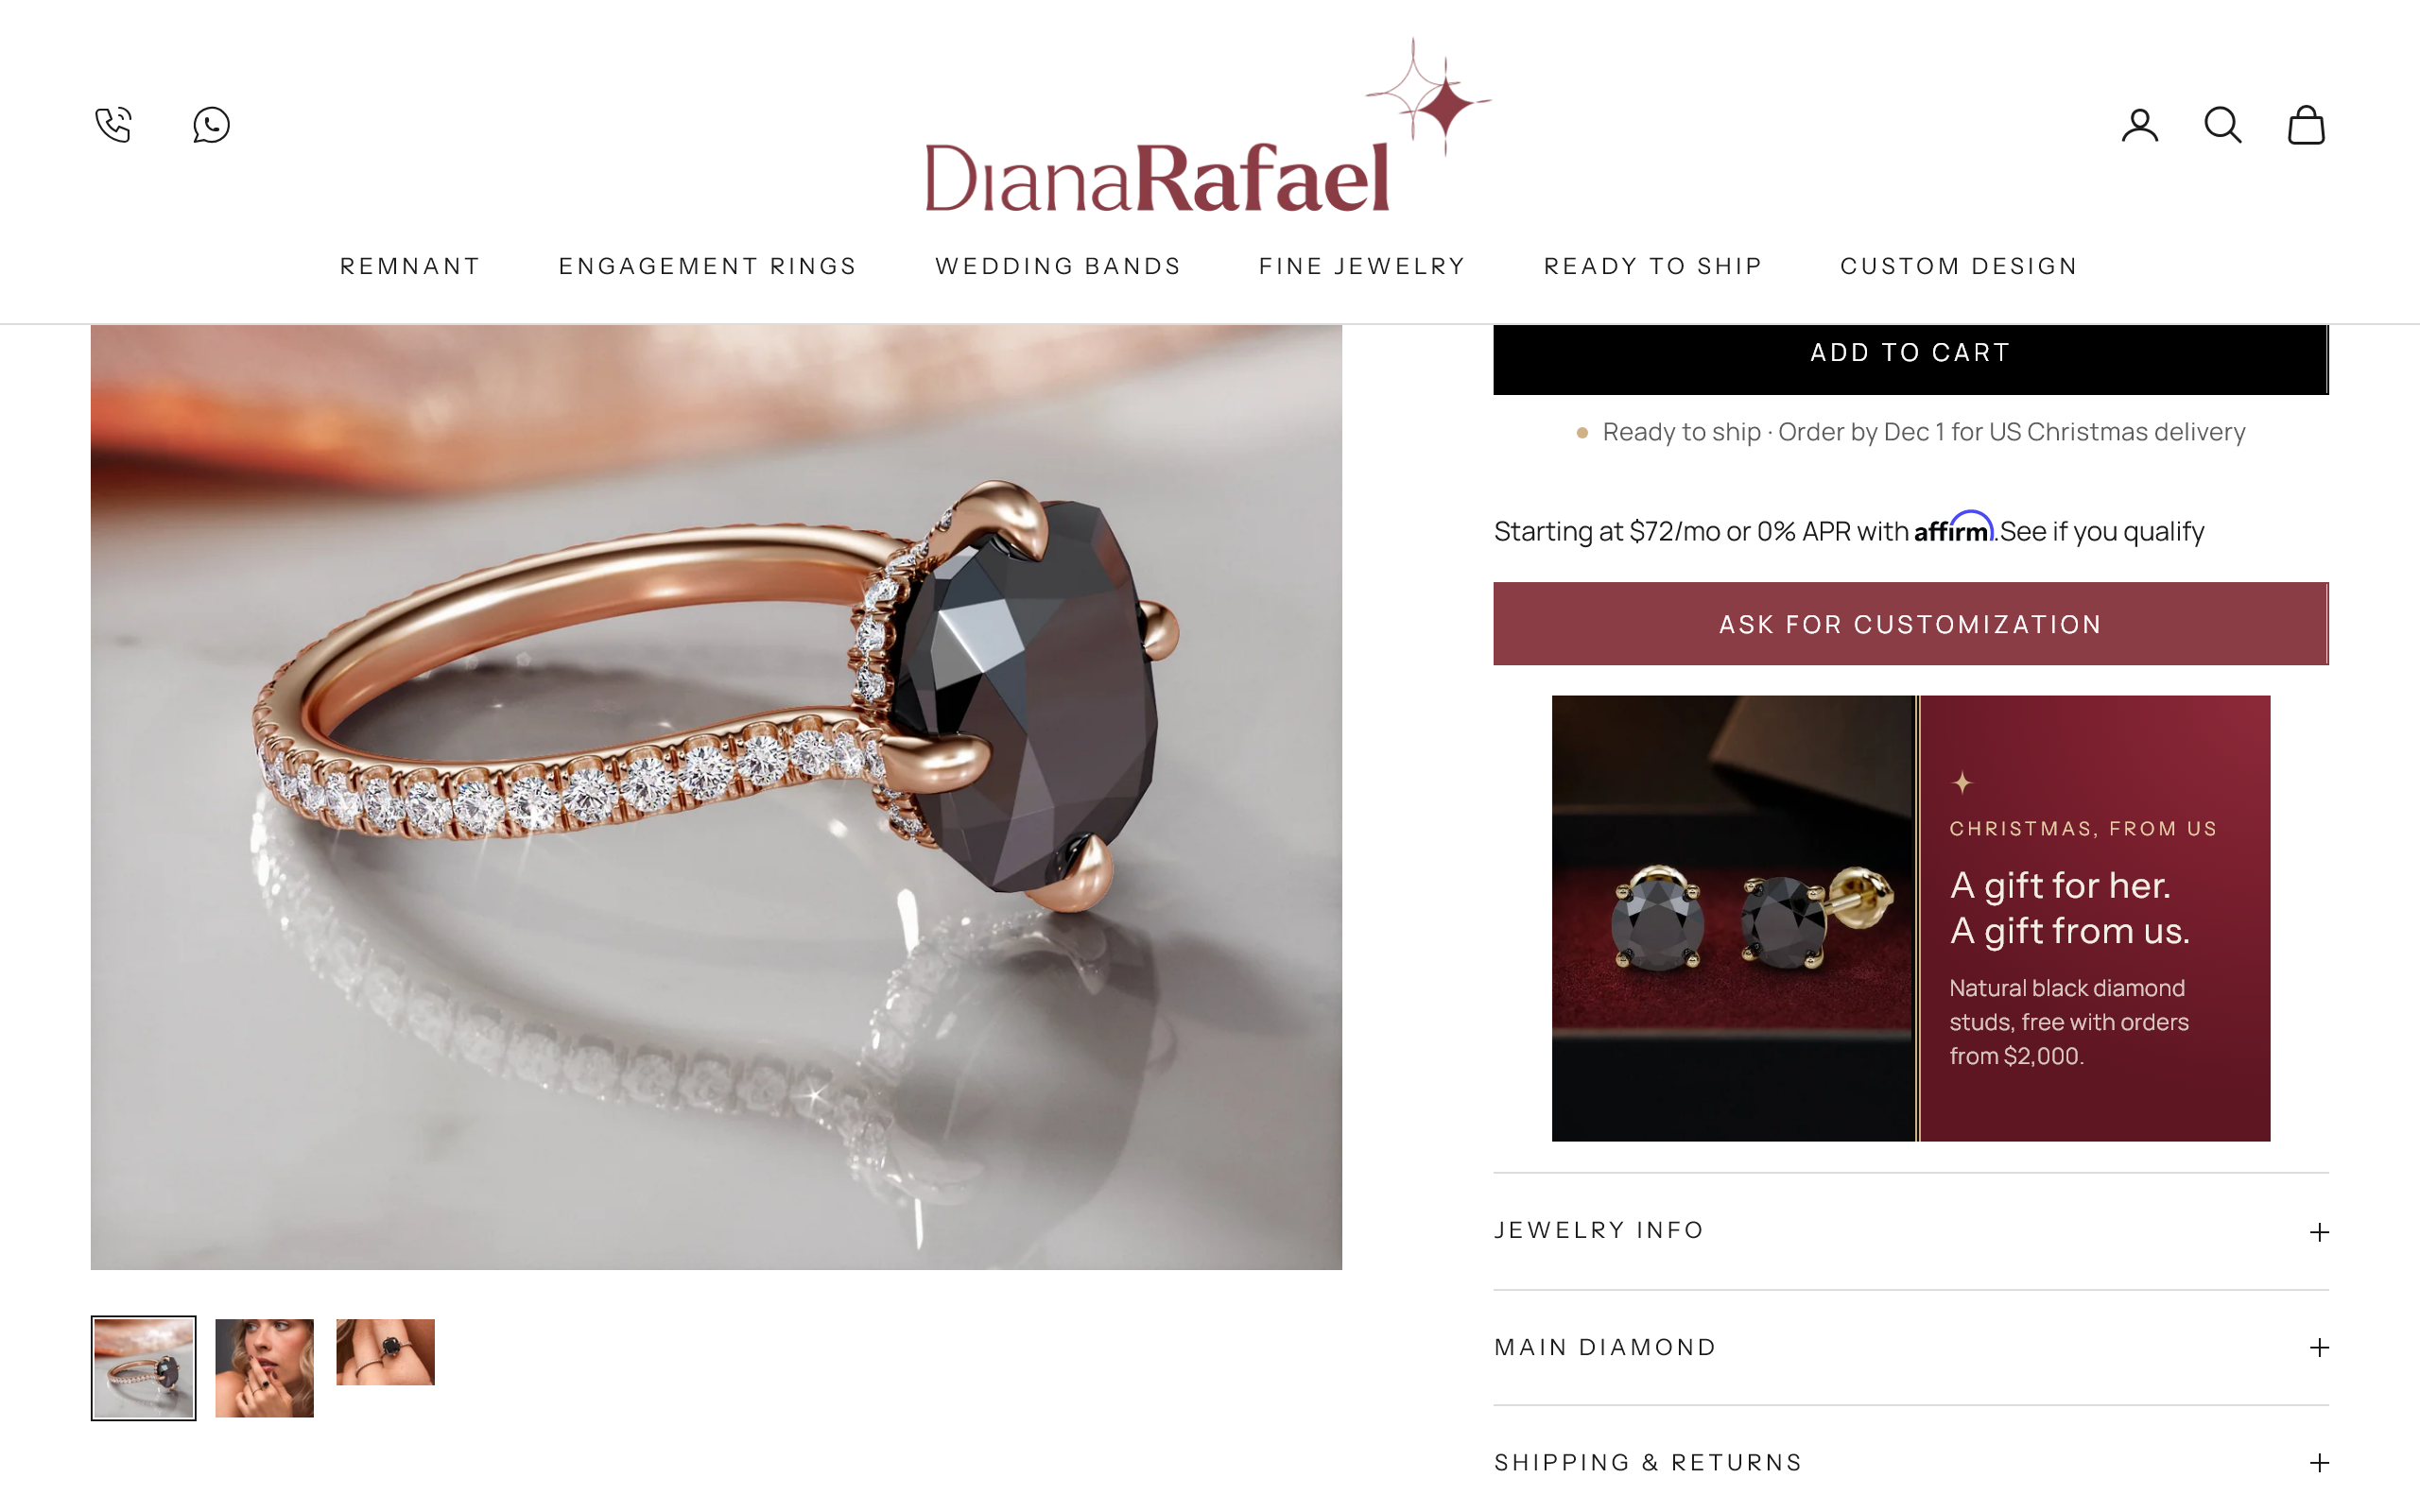 DianaRafael
REMNANT
ENGAGEMENT RINGS
WEDDING BANDS
FINE JEWELRY
READY TO SHIP
CUSTOM DESIGN
ADD TO CART
Ready to ship · Order by Dec 1 for US Christmas delivery
Starting at $72/mo or 0% APR with affirm. See if you qualify
ASK FOR CUSTOMIZATION
CHRISTMAS, FROM US
A gift for her.
A gift from us.
Natural black diamond
studs, free with orders
from $2,000.
JEWELRY INFO
MAIN DIAMOND
SHIPPING & RETURNS